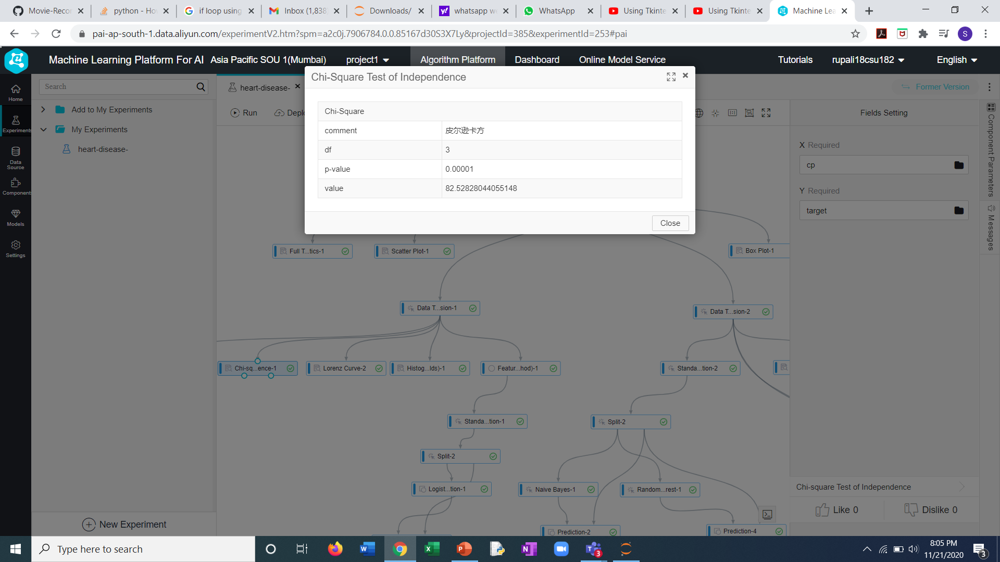 Movie-Recor
python - Ho
if loop using
Inbox (1,838
Downloads/
whatsapp we
WhatsApp
Using Tkinte
Using Tkinte
Machine Lea
pai-ap-south-1.data.aliyun.com/experimentV2.htm?spm=a2c0j.7906784.0.0.85167d30S3X7Ly&projectId=385&experimentId=253#pai
S
Machine Learning Platform For AI
Asia Pacific SOU 1(Mumbai)
project1
Algorithm Platform
Dashboard
Online Model Service
Tutorials
rupali18csu182
English
Home
Experiments
Data
Source
Components
Models
Settings
Search
Add to My Experiments
My Experiments
heart-disease-
New Experiment
heart-disease-
Former Version
Run
Deplo
Chi-Square Test of Independence
Chi-Square
comment
皮尔逊卡方
df
3
p-value
0.00001
value
82.52828044055148
Close
Full T...tics-1
Scatter Plot-1
Box Plot-1
Data T...sion-1
Data T...sion-2
Chi-sq...ence-1
Lorenz Curve-2
Histog...lds)-1
Featur...hod)-1
Standa...tion-2
Standa...tion-1
Split-2
Split-2
Logist...tion-1
Naive Bayes-1
Random...rest-1
Prediction-2
Prediction-4
Fields Setting
X Required
cp
Y Required
target
Component Parameters
Messages
Chi-square Test of Independence
Like 0
Dislike 0
Type here to search
3
8:05 PM
11/21/2020
3